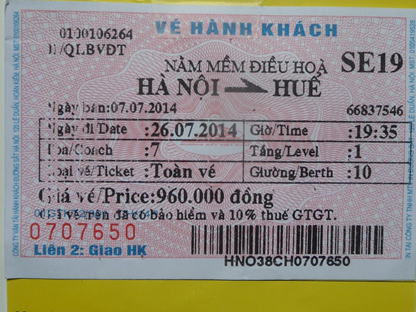 VÉ HÀNH KHÁCH
0100106264
H/QLBVĐT
NẰM MỀM ĐIỀU HOÀ SE19
HÀ NỘI HUẾ
Ngày bán:07.07.2014 66837546
Ngày đi/Date :26.07.2014 Giờ/Time :19:35
Toa/Coach :7 Tầng/Level :1
Loại vé/Ticket :Toàn vé Giường/Berth :10
Giá vé/Price:960.000 đồng
Giá vé trên đã có bảo hiểm và 10% thuế GTGT.
0707650
Liên 2: Giao HK
HNO38CH0707650